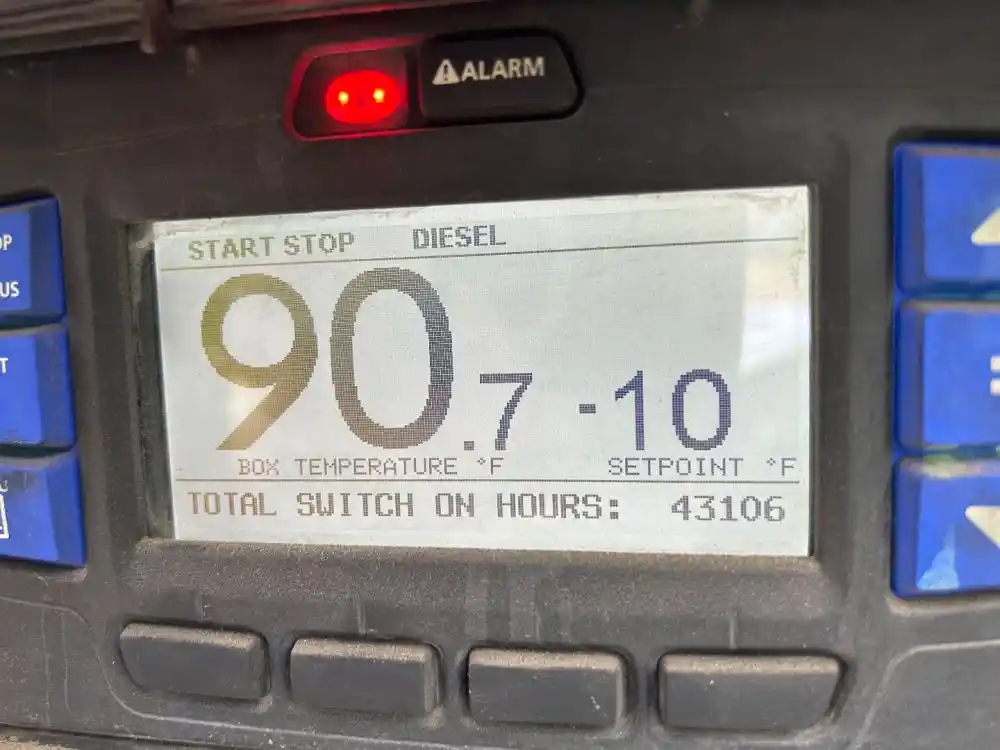 ALARM
START STOP DIESEL
90.7 -10
BOX TEMPERATURE °F SETPOINT °F
TOTAL SWITCH ON HOURS: 43106